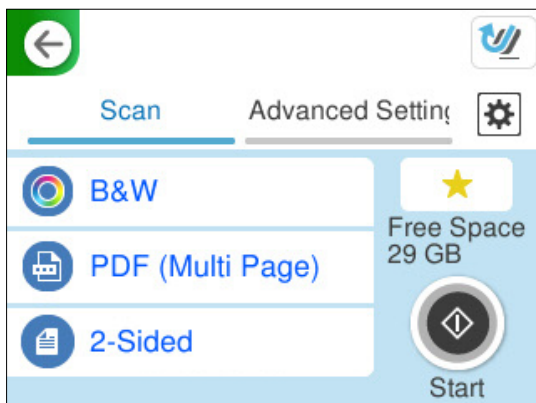 Scan
Advanced Setting
B&W
PDF (Multi Page)
2-Sided
Free Space
29 GB
Start